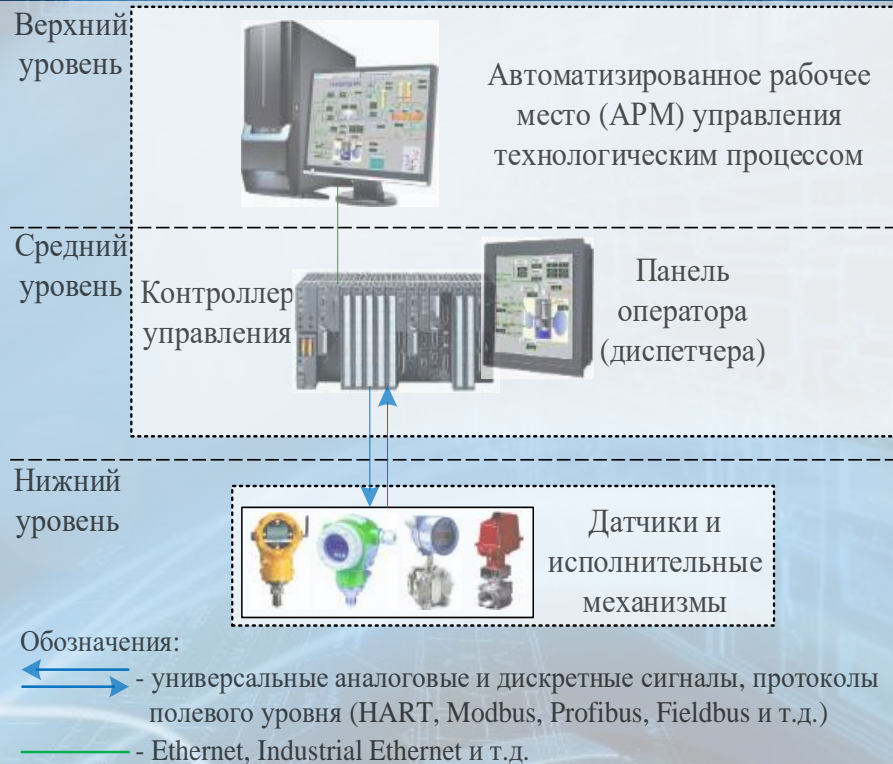 Верхний
уровень
Автоматизированное рабочее
место (АРМ) управления
технологическим процессом
Средний
уровень
Контроллер
управления
Панель
оператора
(диспетчера)
Нижний
уровень
Датчики и
исполнительные
механизмы
Обозначения:
- универсальные аналоговые и дискретные сигналы, протоколы
полевого уровня (HART, Modbus, Profibus, Fieldbus и т.д.)
- Ethernet, Industrial Ethernet и т.д.